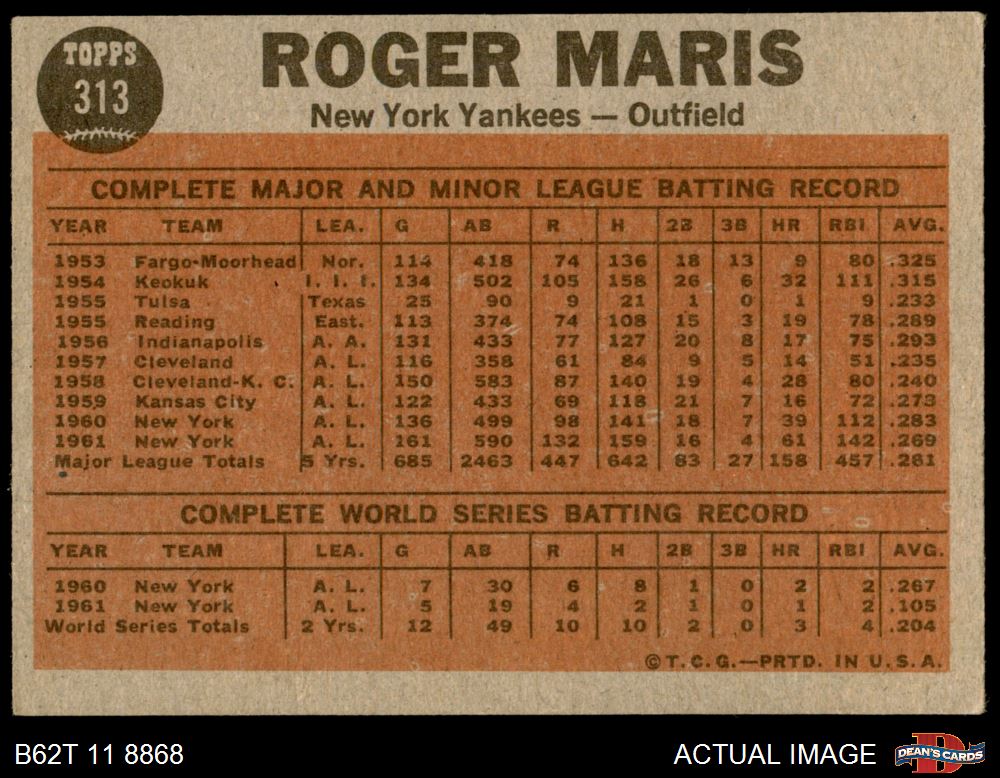 TOPPS
313
ROGER MARIS
New York Yankees — Outfield
COMPLETE MAJOR AND MINOR LEAGUE BATTING RECORD
YEAR TEAM LEA. G AB R H 2B 3B HR RBI AVG.
1953 Fargo-Moorhead Nor. 114 418 74 136 18 13 9 80 .325
1954 Keokuk I. I. I. 134 502 105 158 26 6 32 111 .315
1955 Tulsa Texas 25 90 9 21 1 0 1 9 .233
1955 Reading East. 113 374 74 108 15 3 19 78 .289
1956 Indianapolis A. A. 131 433 77 127 20 8 17 75 .293
1957 Cleveland A. L. 116 358 61 84 9 5 14 51 .235
1958 Cleveland-K. C. A. L. 150 583 87 140 19 4 28 80 .240
1959 Kansas City A. L. 122 433 69 118 21 7 16 72 .273
1960 New York A. L. 136 499 98 141 18 7 39 112 .283
1961 New York A. L. 161 590 132 159 16 4 61 142 .269
Major League Totals 5 Yrs. 685 2463 447 642 83 27 158 457 .261
COMPLETE WORLD SERIES BATTING RECORD
YEAR TEAM LEA. G AB R H 2B 3B HR RBI AVG.
1960 New York A. L. 7 30 6 8 1 0 2 2 .267
1961 New York A. L. 5 19 4 2 1 0 1 2 .105
World Series Totals 2 Yrs. 12 49 10 10 2 0 3 4 .204
© T. C. G.—PRTD. IN U. S. A.
B62T 11 8868 ACTUAL IMAGE DEAN'S CARDS